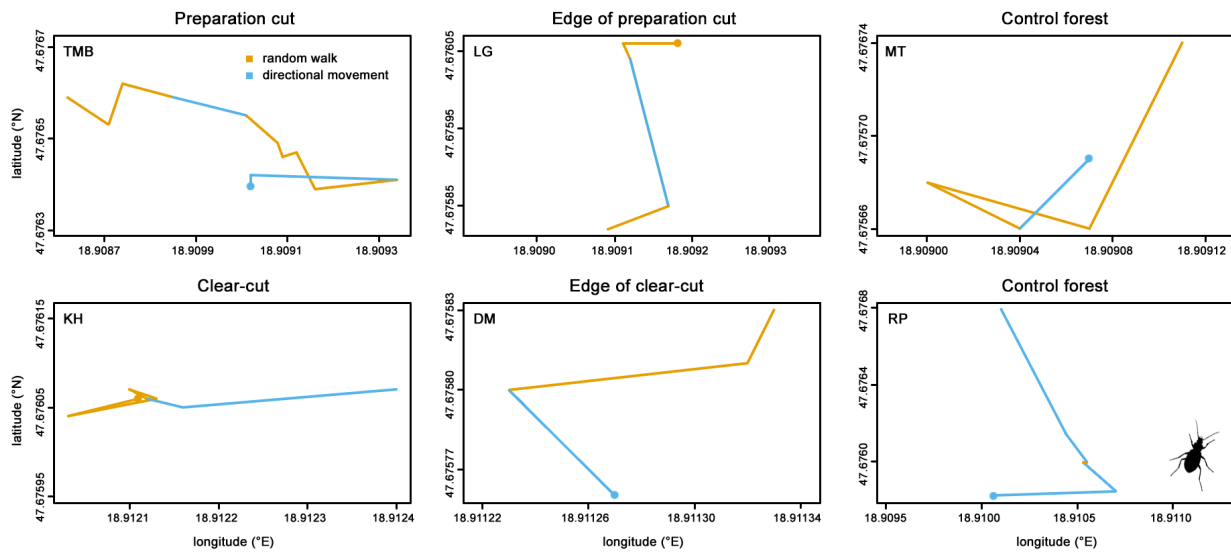 Preparation cut
Edge of preparation cut
Control forest
TMB
random walk
directional movement
47.6767
47.6765
47.6763
latitude (°N)
18.9087
18.9099
18.9091
18.9093
LG
47.67605
47.67595
47.67585
18.9090
18.9091
18.9092
18.9093
MT
47.67674
47.67570
47.67566
18.90900
18.90904
18.90908
18.90912
Clear-cut
Edge of clear-cut
Control forest
KH
47.67615
47.67605
47.67595
latitude (°N)
18.9121
18.9122
18.9123
18.9124
longitude (°E)
DM
47.67583
47.67580
47.67577
18.91122
18.91126
18.91130
18.91134
longitude (°E)
RP
47.6768
47.6764
47.6760
18.9095
18.9100
18.9105
18.9110
longitude (°E)